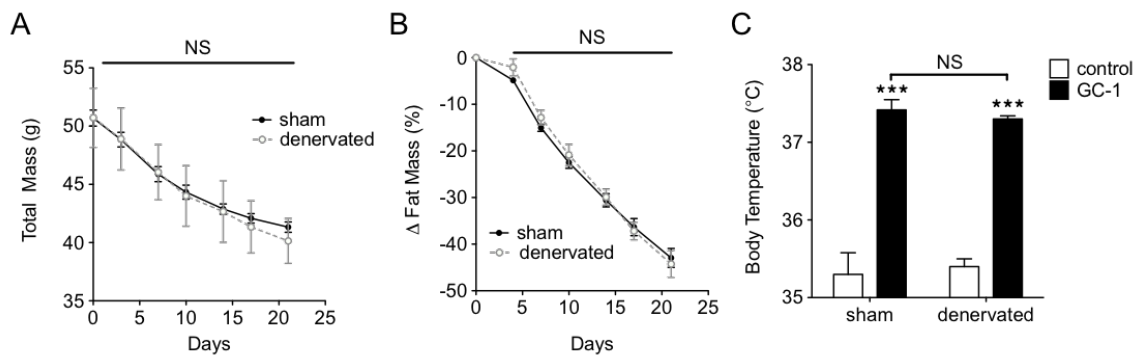 A
NS
Total Mass (g)
55
50
45
40
35
sham
denervated
0 5 10 15 20 25
Days
B
NS
Δ Fat Mass (%)
0
-10
-20
-30
-40
-50
sham
denervated
0 5 10 15 20 25
Days
C
control
GC-1
NS
*** ***
Body Temperature (°C)
38
37
36
35
sham denervated